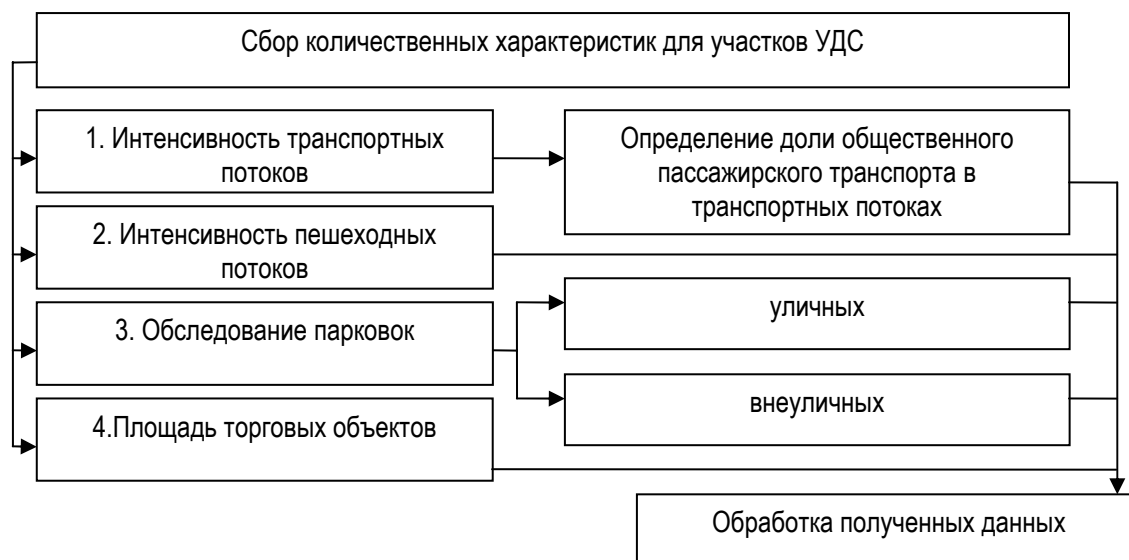 Сбор количественных характеристик для участков УДС
1. Интенсивность транспортных
потоков
Определение доли общественного
пассажирского транспорта в
транспортных потоках
2. Интенсивность пешеходных
потоков
3. Обследование парковок
уличных
внеуличных
4.Площадь торговых объектов
Обработка полученных данных